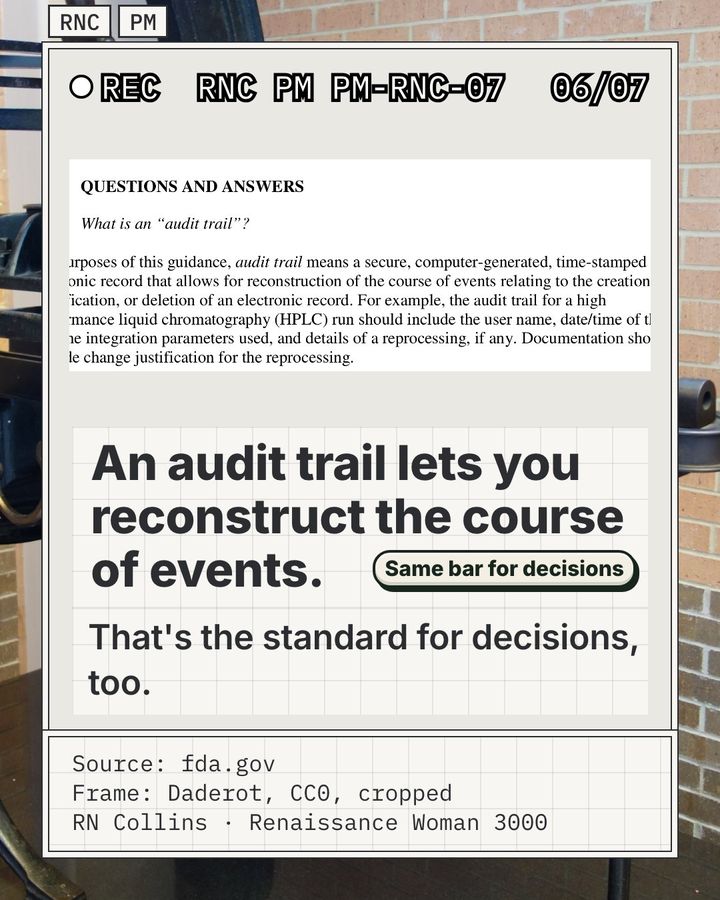 RNC PM
REC RNC PM PM-RNC-07 06/07
QUESTIONS AND ANSWERS
What is an “audit trail”?
urposes of this guidance, audit trail means a secure, computer-generated, time-stamped
onic record that allows for reconstruction of the course of events relating to the creation
fication, or deletion of an electronic record. For example, the audit trail for a high
rmance liquid chromatography (HPLC) run should include the user name, date/time of t
e integration parameters used, and details of a reprocessing, if any. Documentation sho
le change justification for the reprocessing.
An audit trail lets you
reconstruct the course
of events.
Same bar for decisions
That's the standard for decisions,
too.
Source: fda.gov
Frame: Daderot, CC0, cropped
RN Collins · Renaissance Woman 3000